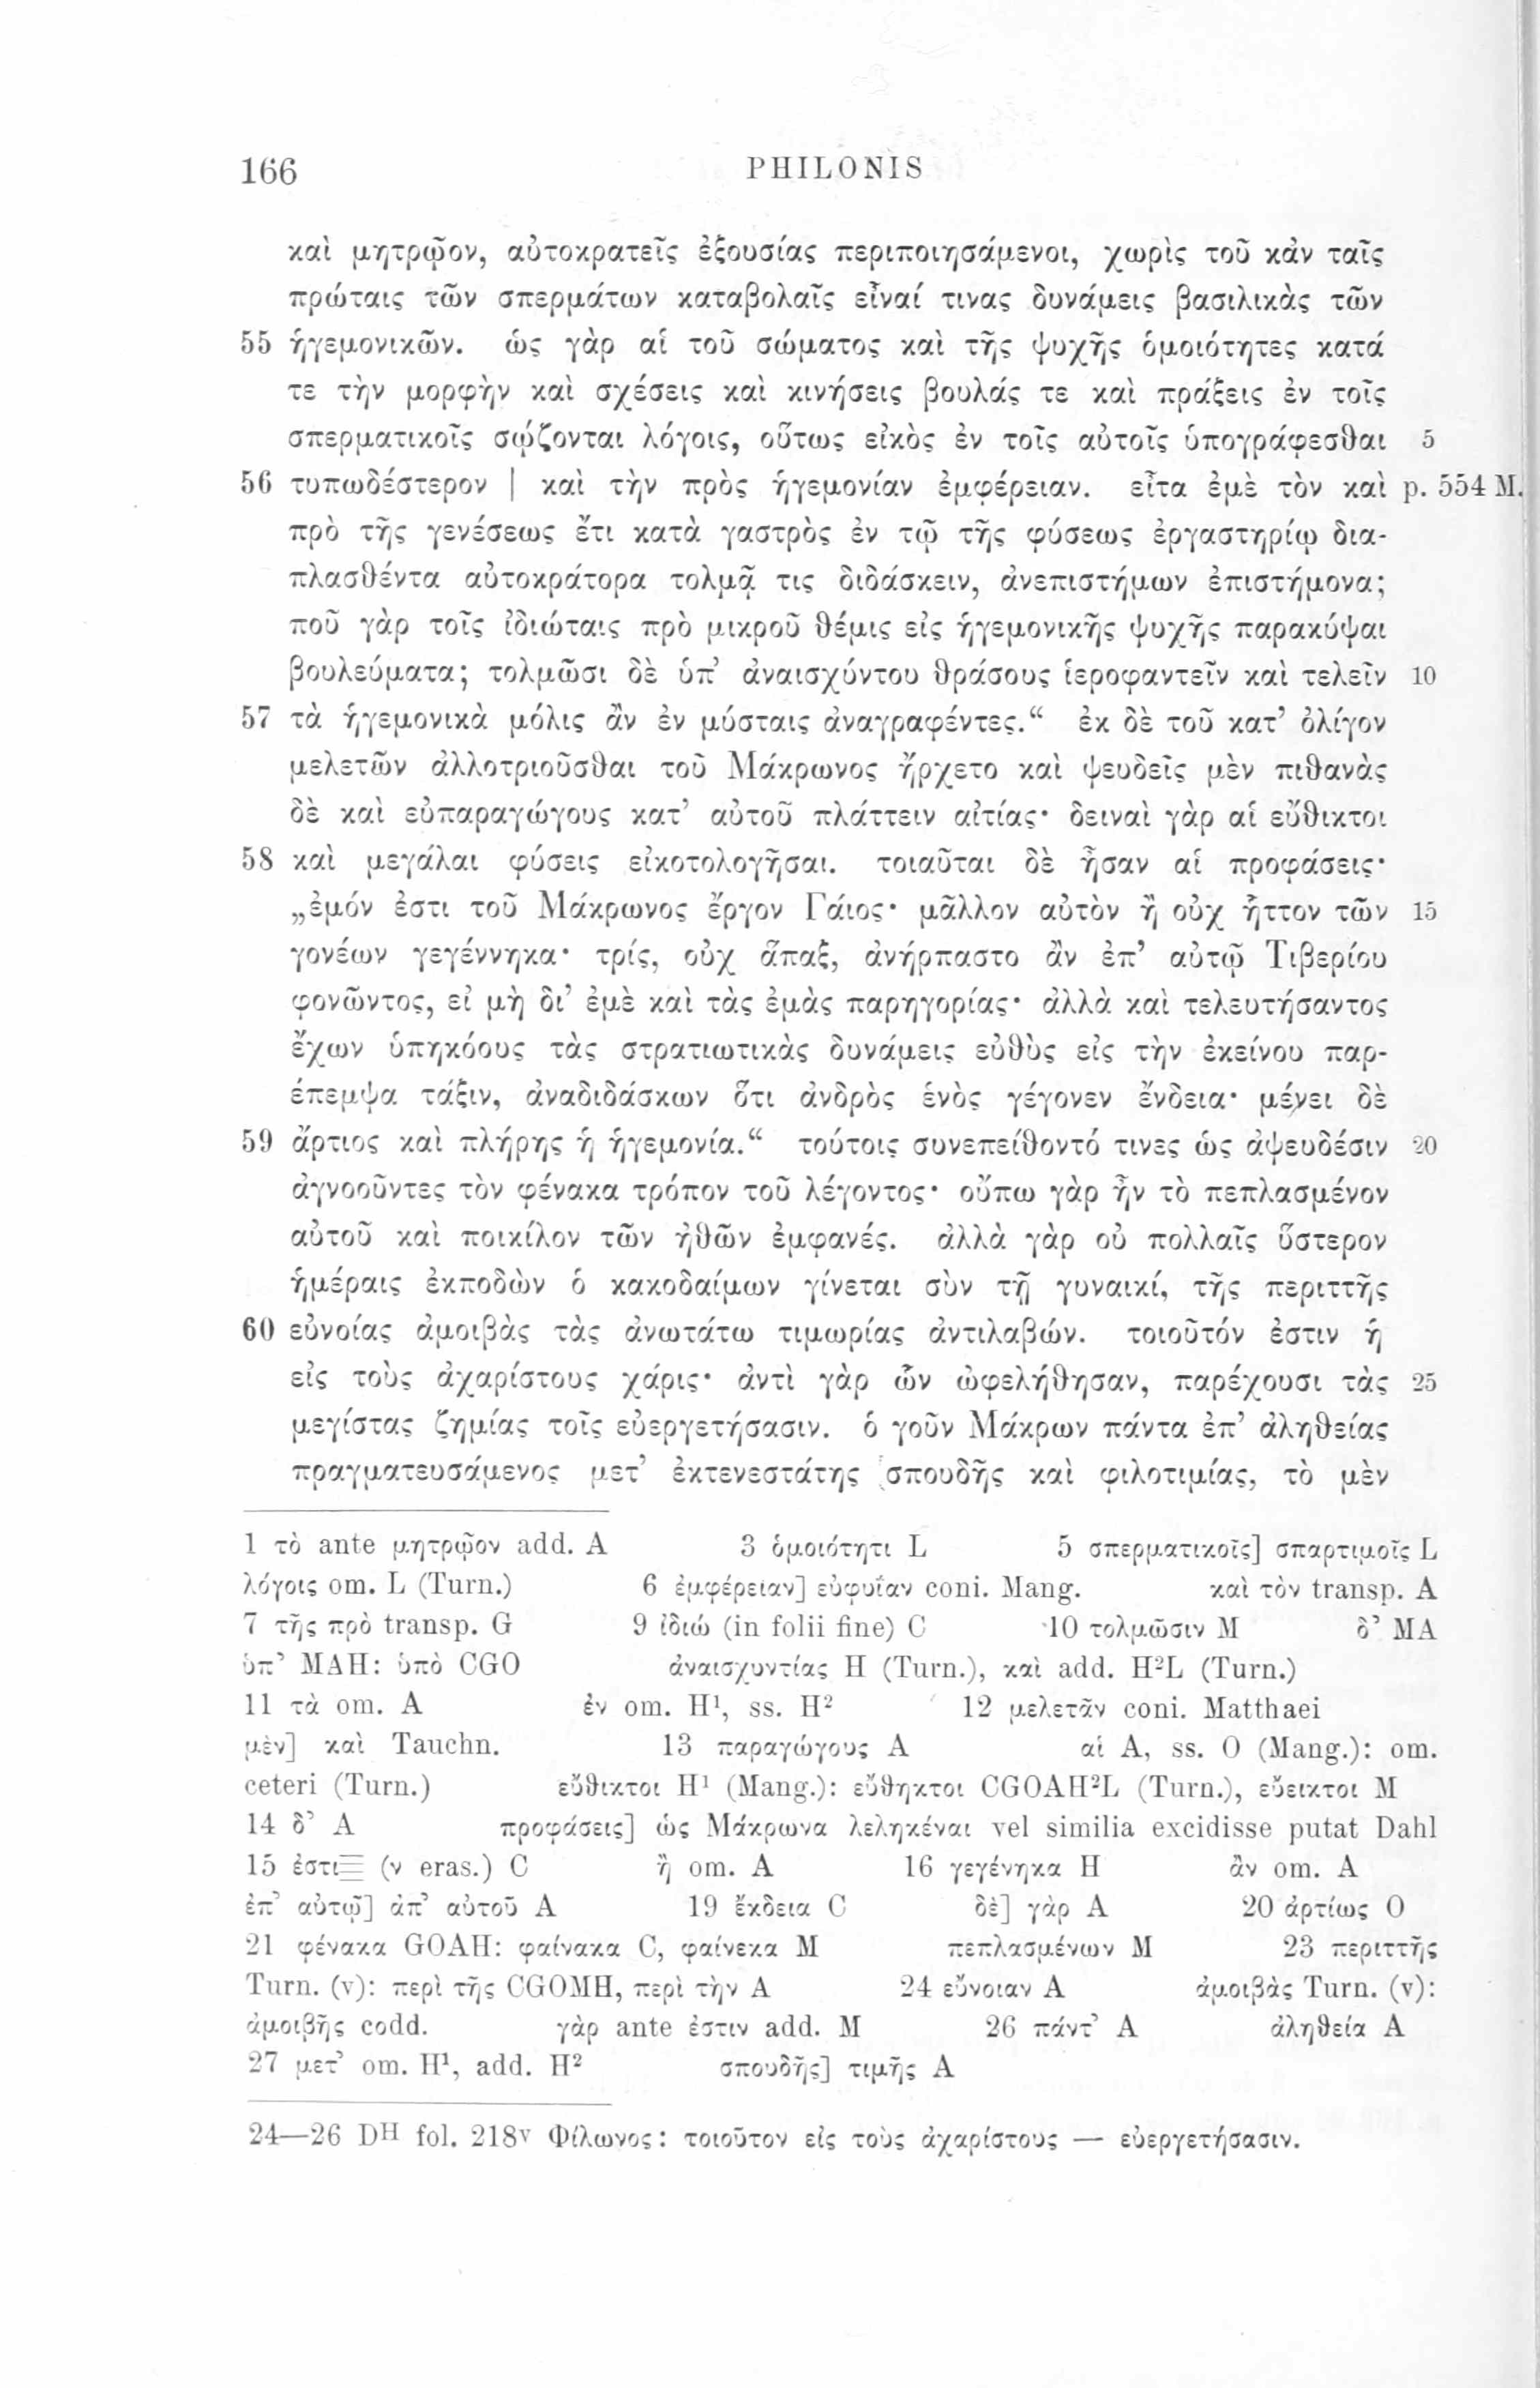 166 PHILONIS
καὶ μητρῷον, αὐτοκρατεῖς ἐξουσίας περιποιησάμενοι, χωρὶς τοῦ κἀν ταῖς
πρώταις τῶν σπερμάτων καταβολαῖς εἶναί τινας δυνάμεις βασιλικὰς τῶν
55 ἡγεμονικῶν. ὡς γὰρ αἱ τοῦ σώματος καὶ τῆς ψυχῆς ὁμοιότητες κατά
τε τὴν μορφὴν καὶ σχέσεις καὶ κινήσεις βουλάς τε καὶ πράξεις ἐν τοῖς
σπερματικοῖς σῴζονται λόγοις, οὕτως εἰκὸς ἐν τοῖς αὐτοῖς ὑπογράφεσθαι 5
56 τυπωδέστερον | καὶ τὴν πρὸς ἡγεμονίαν ἐμφέρειαν. εἶτα ἐμὲ τὸν καὶ p. 554 M.
πρὸ τῆς γενέσεως ἔτι κατὰ γαστρὸς ἐν τῷ τῆς φύσεως ἐργαστηρίῳ δια-
πλασθέντα αὐτοκράτορα τολμᾷ τις διδάσκειν, ἀνεπιστήμων ἐπιστήμονα;
ποῦ γὰρ τοῖς ἰδιώταις πρὸ μικροῦ θέμις εἰς ἡγεμονικῆς ψυχῆς παρακύψαι
βουλεύματα; τολμῶσι δὲ ὑπ’ ἀναισχύντου θράσους ἱεροφαντεῖν καὶ τελεῖν 10
57 τὰ ἡγεμονικὰ μόλις ἂν ἐν μύσταις ἀναγραφέντες.“ ἐκ δὲ τοῦ κατ’ ὀλίγον
μελετῶν ἀλλοτριοῦσθαι τοῦ Μάκρωνος ἤρχετο καὶ ψευδεῖς μὲν πιθανὰς
δὲ καὶ εὐπαραγώγους κατ’ αὐτοῦ πλάττειν αἰτίας· δειναὶ γὰρ αἱ εὔθικτοι
58 καὶ μεγάλαι φύσεις εἰκοτολογῆσαι. τοιαῦται δὲ ἦσαν αἱ προφάσεις·
„ἐμόν ἐστι τοῦ Μάκρωνος ἔργον Γάιος· μᾶλλον αὐτὸν ἢ οὐχ ἧττον τῶν 15
γονέων γεγέννηκα· τρίς, οὐχ ἅπαξ, ἀνήρπαστο ἂν ἐπ’ αὐτῷ Τιβερίου
φονῶντος, εἰ μὴ δι’ ἐμὲ καὶ τὰς ἐμὰς παρηγορίας· ἀλλὰ καὶ τελευτήσαντος
ἔχων ὑπηκόους τὰς στρατιωτικὰς δυνάμεις εὐθὺς εἰς τὴν ἐκείνου παρ-
έπεμψα τάξιν, ἀναδιδάσκων ὅτι ἀνδρὸς ἑνὸς γέγονεν ἔνδεια· μένει δὲ
59 ἄρτιος καὶ πλήρης ἡ ἡγεμονία.“ τούτοις συνεπείθοντό τινες ὡς ἀψευδέσιν 20
ἀγνοοῦντες τὸν φένακα τρόπον τοῦ λέγοντος· οὔπω γὰρ ἦν τὸ πεπλασμένον
αὐτοῦ καὶ ποικίλον τῶν ἠθῶν ἐμφανές. ἀλλὰ γὰρ οὐ πολλαῖς ὕστερον
ἡμέραις ἐκποδὼν ὁ κακοδαίμων γίνεται σὺν τῇ γυναικί, τῆς περιττῆς
60 εὐνοίας ἀμοιβὰς τὰς ἀνωτάτω τιμωρίας ἀντιλαβών. τοιοῦτόν ἐστιν ἡ
εἰς τοὺς ἀχαρίστους χάρις· ἀντὶ γὰρ ὧν ὠφελήθησαν, παρέχουσι τὰς 25
μεγίστας ζημίας τοῖς εὐεργετήσασιν. ὁ γοῦν Μάκρων πάντα ἐπ’ ἀληθείας
πραγματευσάμενος μετ’ ἐκτενεστάτης σπουδῆς καὶ φιλοτιμίας, τὸ μὲν
1 τὸ ante μητρῷον add. A 3 ὁμοιότητι L 5 σπερματικοῖς] σπαρτιμοῖς L
λόγοις om. L (Turn.) 6 ἐμφέρειαν] εὐφυΐαν coni. Mang. καὶ τὸν transp. A
7 τῆς πρὸ transp. G 9 ἰδιώ (in folii fine) C 10 τολμῶσιν M δ’ MA
ὑπ’ MAH: ὑπὸ CGO ἀναισχυντίας H (Turn.), καὶ add. H²L (Turn.)
11 τὰ om. A ἐν om. H¹, ss. H² 12 μελετᾶν coni. Matthaei
μὲν] καὶ Tauchn. 13 παραγώγους A αἱ A, ss. O (Mang.): om.
ceteri (Turn.) εὔθικτοι H¹ (Mang.): εὔθηκτοι CGOAH²L (Turn.), εὔεικτοι M
14 δ’ A προφάσεις] ὡς Μάκρωνα λεληκέναι vel similia excidisse putat Dahl
15 ἐστι (ν eras.) C ἢ om. A 16 γεγένηκα H ἂν om. A
ἐπ’ αὐτῷ] ἀπ’ αὐτοῦ A 19 ἔκδεια C δὲ] γὰρ A 20 ἀρτίως O
21 φένακα GOAH: φαίνακα C, φαίνεκα M πεπλασμένων M 23 περιττῆς
Turn. (v): περὶ τῆς CGOMH, περὶ τὴν A 24 εὔνοιαν A ἀμοιβὰς Turn. (v):
ἀμοιβῆς codd. γὰρ ante ἐστιν add. M 26 πάντ’ A ἀληθεία A
27 μετ’ om. H¹, add. H² σπουδῆς] τιμῆς A
24—26 Dᴴ fol. 218ᵛ Φίλωνος: τοιοῦτον εἰς τοὺς ἀχαρίστους — εὐεργετήσασιν.